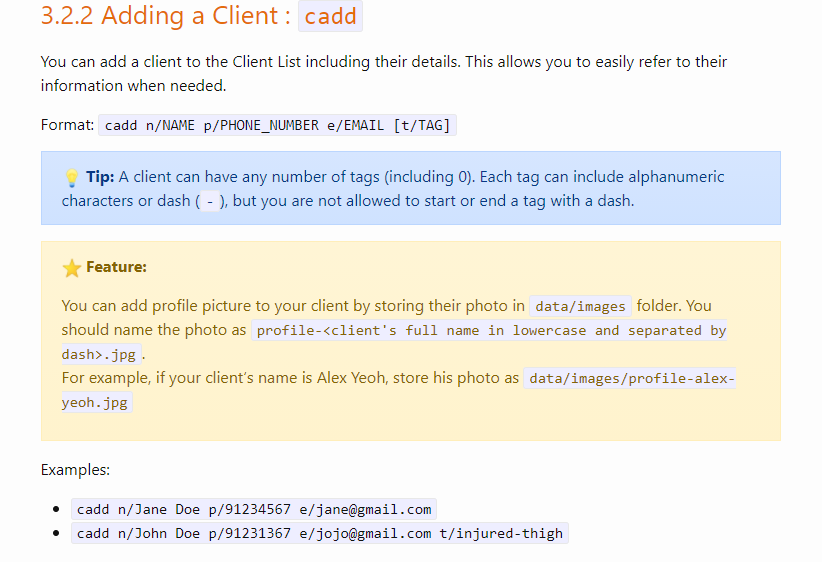 3.2.2 Adding a Client : cadd
You can add a client to the Client List including their details. This allows you to easily refer to their
information when needed.
Format: cadd n/NAME p/PHONE_NUMBER e/EMAIL [t/TAG]
💡 Tip: A client can have any number of tags (including 0). Each tag can include alphanumeric
characters or dash ( - ), but you are not allowed to start or end a tag with a dash.
⭐ Feature:
You can add profile picture to your client by storing their photo in data/images folder. You
should name the photo as profile-<client's full name in lowercase and separated by
dash>.jpg .
For example, if your client’s name is Alex Yeoh, store his photo as data/images/profile-alex-
yeoh.jpg
Examples:
• cadd n/Jane Doe p/91234567 e/jane@gmail.com
• cadd n/John Doe p/91231367 e/jojo@gmail.com t/injured-thigh